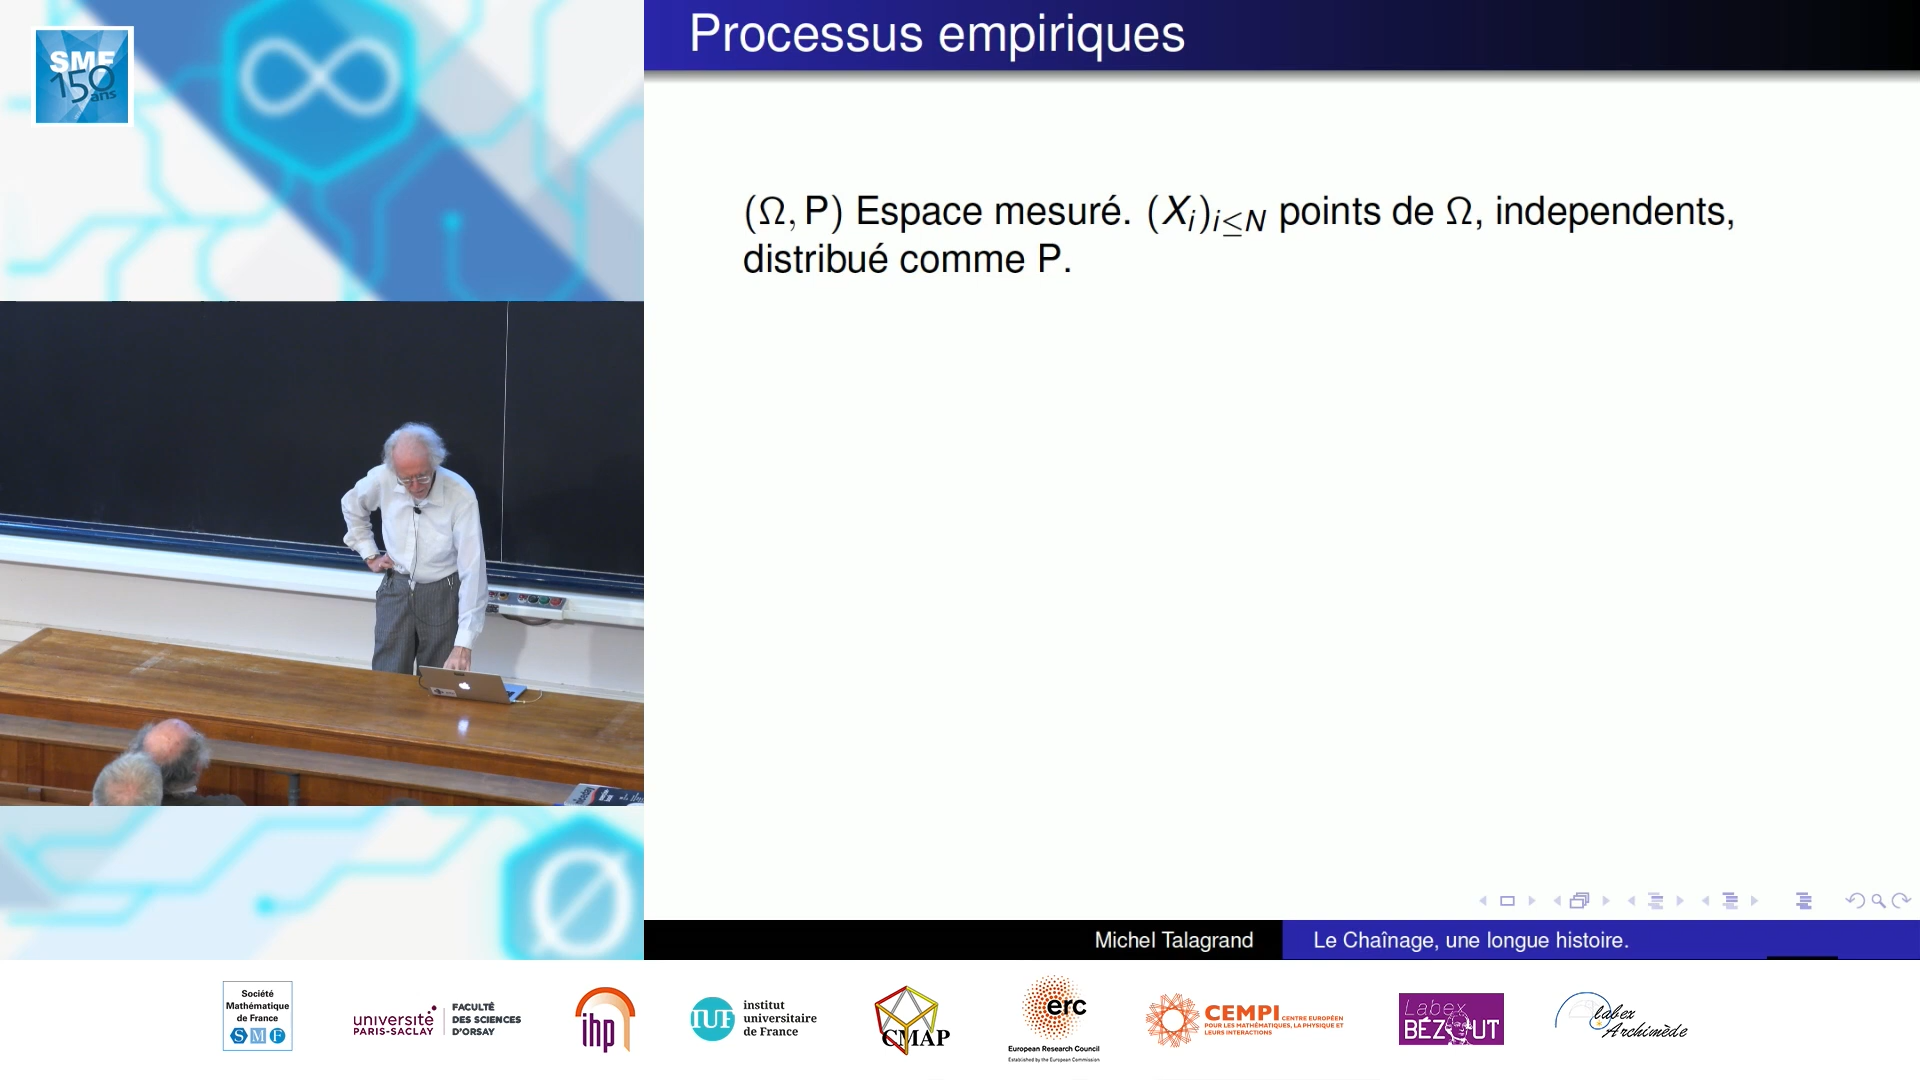 SMF
150
ans
Processus empiriques
(Ω, P) Espace mesuré. (Xᵢ)ᵢ≤N points de Ω, independents,
distribué comme P.
Michel Talagrand
Le Chaînage, une longue histoire.
Société
Mathématique
de France
SMF
université
PARIS-SACLAY
FACULTÉ
DES SCIENCES
D'ORSAY
ihp
IUF
institut
universitaire
de France
CMAP
erc
European Research Council
Established by the European Commission
CEMPI
CENTRE EUROPÉEN
POUR LES MATHÉMATIQUES, LA PHYSIQUE ET
LEURS INTERACTIONS
Labex
BÉZOUT
labex
Archimède